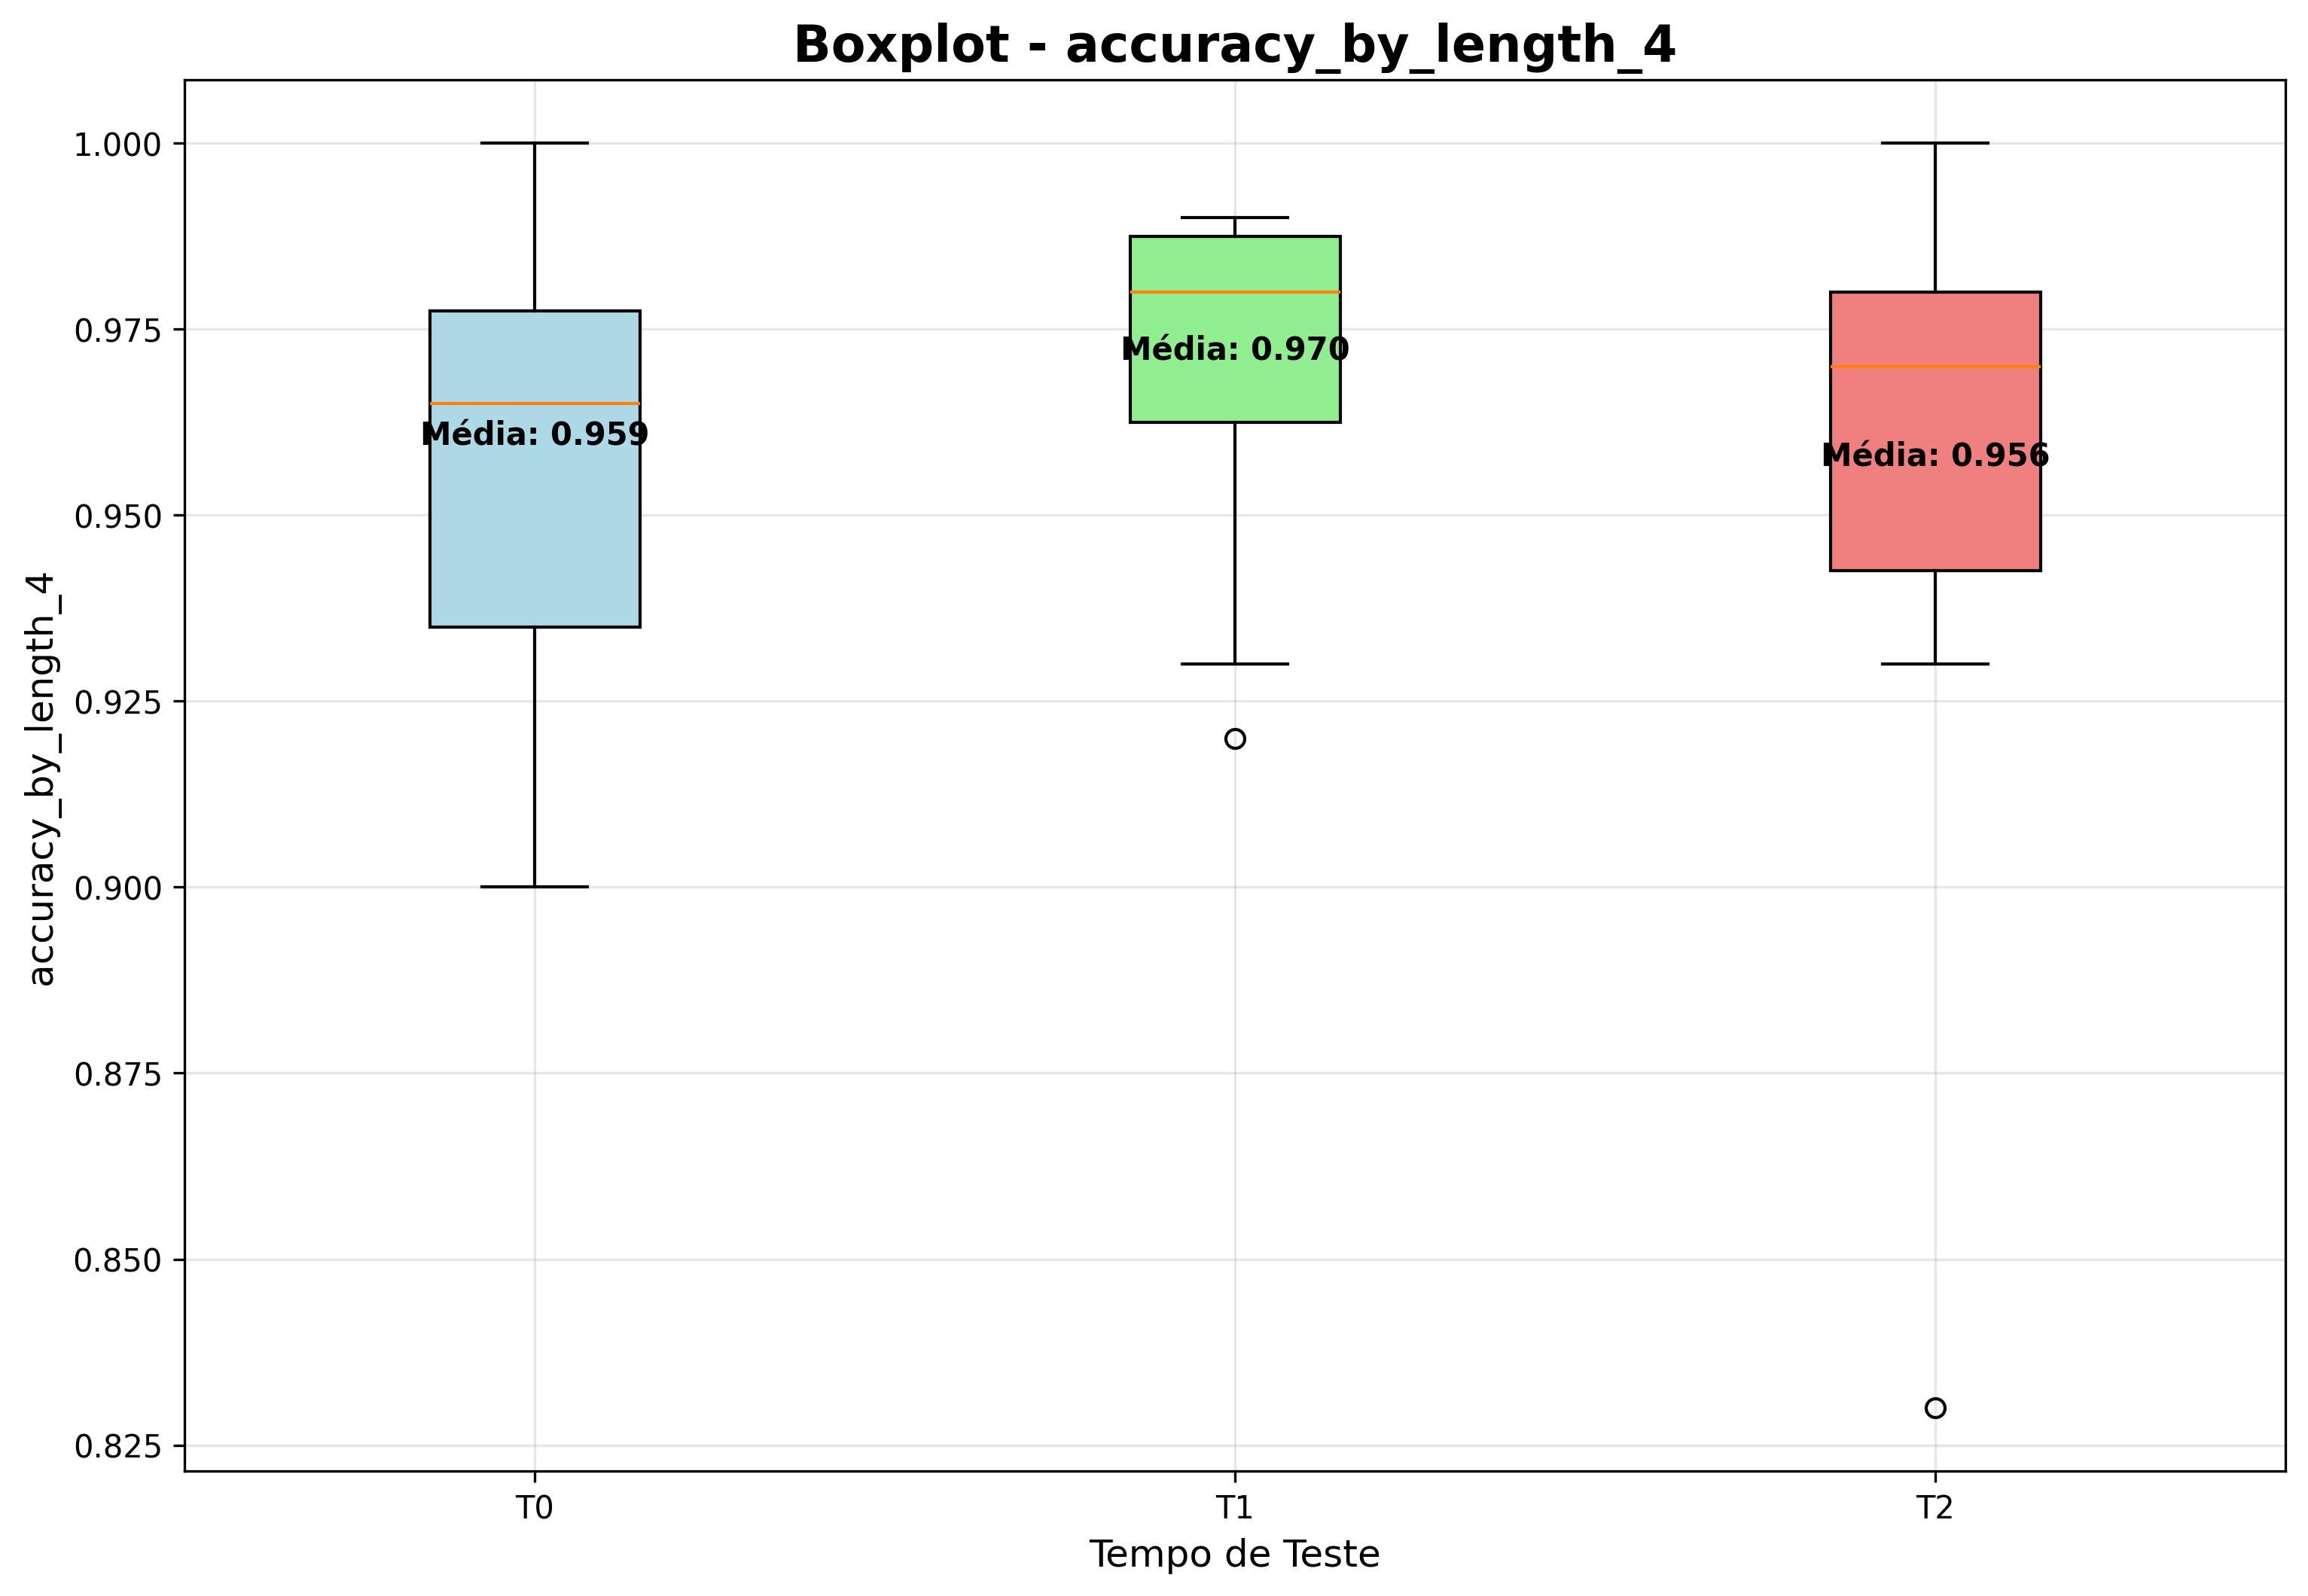 Boxplot - accuracy_by_length_4
accuracy_by_length_4
1.000
0.975
0.950
0.925
0.900
0.875
0.850
0.825
Média: 0.959
Média: 0.970
Média: 0.956
T0
T1
T2
Tempo de Teste